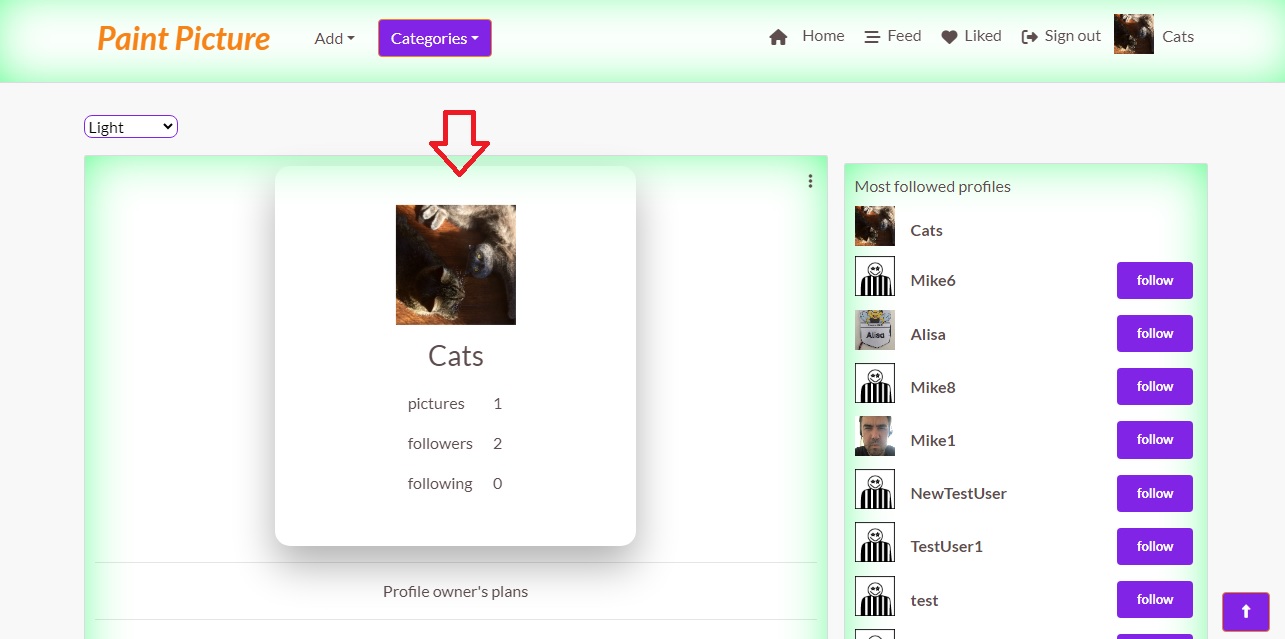 Paint Picture Add Categories Home Feed Liked Sign out Cats
Light
Cats
pictures 1
followers 2
following 0
Profile owner's plans
Most followed profiles
Cats
Mike6 follow
Alisa follow
Mike8 follow
Mike1 follow
NewTestUser follow
TestUser1 follow
test follow